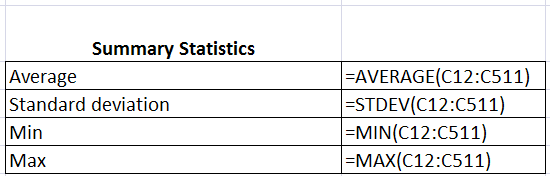 Summary Statistics
Average =AVERAGE(C12:C511)
Standard deviation =STDEV(C12:C511)
Min =MIN(C12:C511)
Max =MAX(C12:C511)